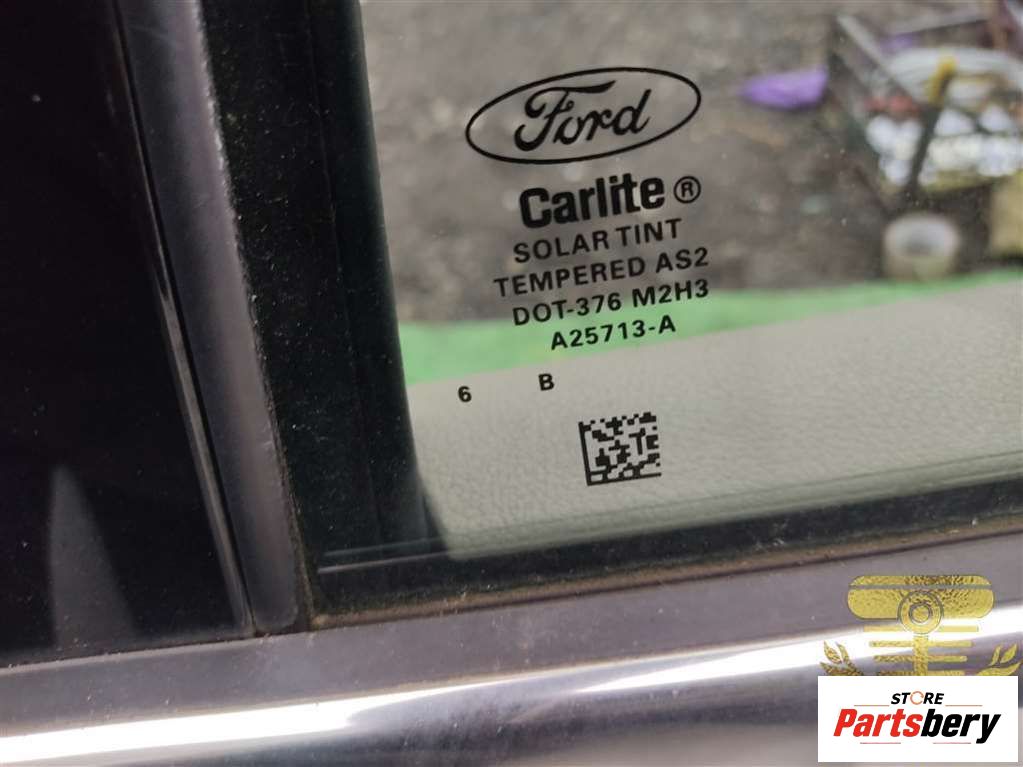 Ford
Carlite®
SOLAR TINT
TEMPERED AS2
DOT-376 M2H3
A25713-A
6 B
STORE
Partsbery